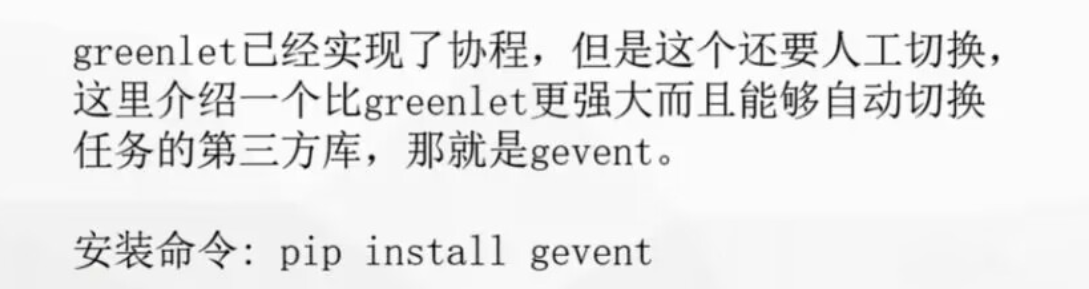 greenlet已经实现了协程，但是这个还要人工切换，
这里介绍一个比greenlet更强大而且能够自动切换
任务的第三方库，那就是gevent。
安装命令: pip install gevent